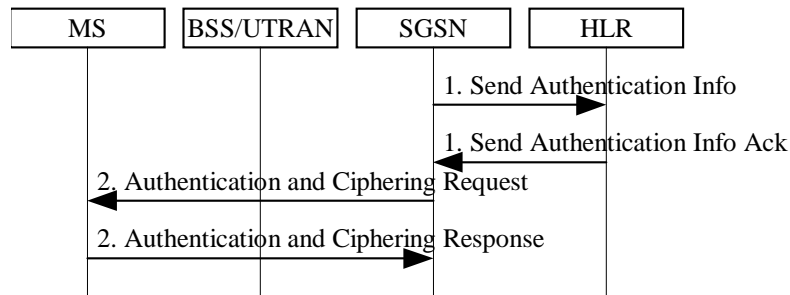 MS BSS/UTRAN SGSN HLR
1. Send Authentication Info
1. Send Authentication Info Ack
2. Authentication and Ciphering Request
2. Authentication and Ciphering Response